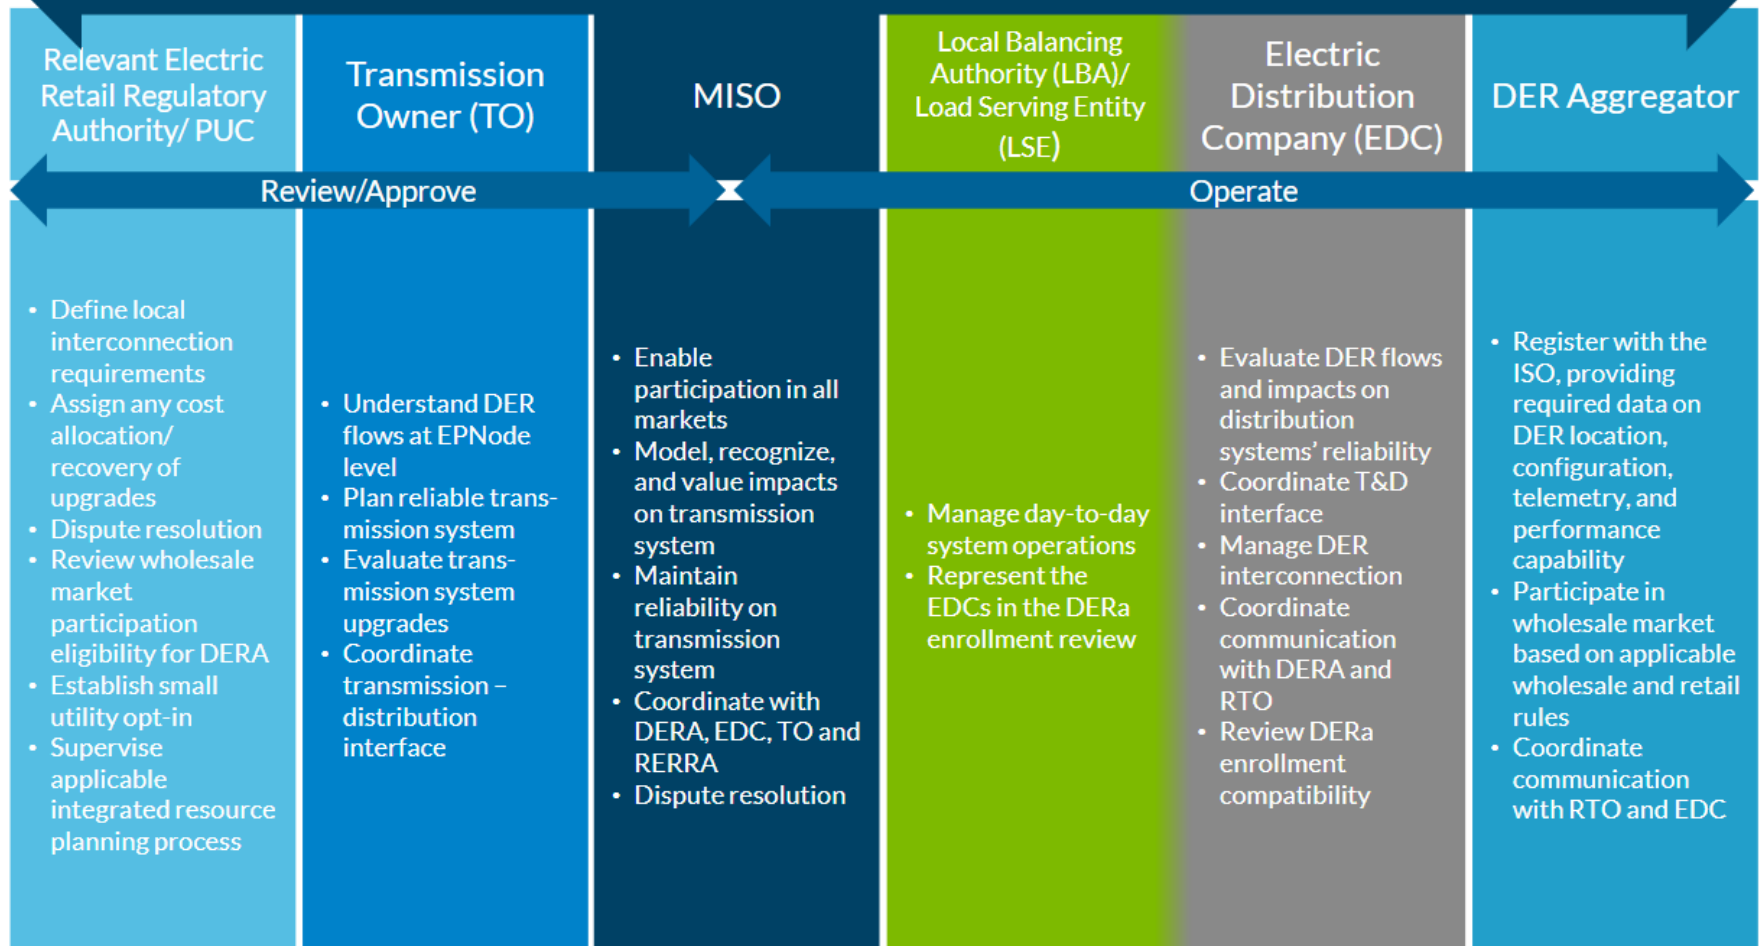 Relevant Electric
Retail Regulatory
Authority/ PUC
Transmission
Owner (TO)
MISO
Local Balancing
Authority (LBA)/
Load Serving Entity
(LSE)
Electric
Distribution
Company (EDC)
DER Aggregator
Review/Approve
Operate
• Define local
interconnection
requirements
• Assign any cost
allocation/
recovery of
upgrades
• Dispute resolution
• Review wholesale
market
participation
eligibility for DERA
• Establish small
utility opt-in
• Supervise
applicable
integrated resource
planning process
• Understand DER
flows at EPNode
level
• Plan reliable trans-
mission system
• Evaluate trans-
mission system
upgrades
• Coordinate
transmission –
distribution
interface
• Enable
participation in all
markets
• Model, recognize,
and value impacts
on transmission
system
• Maintain
reliability on
transmission
system
• Coordinate with
DERA, EDC, TO and
RERRA
• Dispute resolution
• Manage day-to-day
system operations
• Represent the
EDCs in the DERa
enrollment review
• Evaluate DER flows
and impacts on
distribution
systems’ reliability
• Coordinate T&D
interface
• Manage DER
interconnection
• Coordinate
communication
with DERA and
RTO
• Review DERa
enrollment
compatibility
• Register with the
ISO, providing
required data on
DER location,
configuration,
telemetry, and
performance
capability
• Participate in
wholesale market
based on applicable
wholesale and retail
rules
• Coordinate
communication
with RTO and EDC